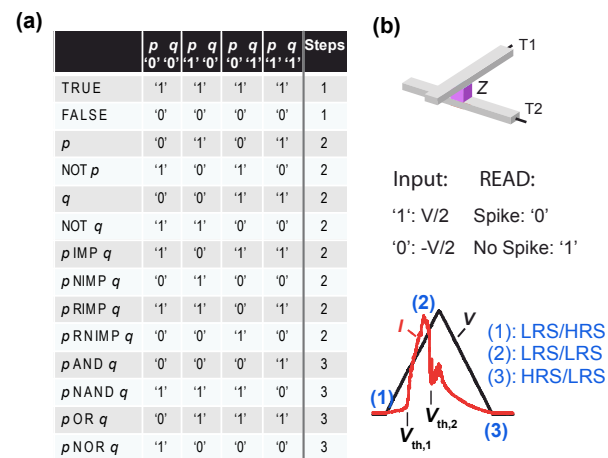 (a)
p q p q p q p q Steps
‘0’ ‘0’ ‘1’ ‘0’ ‘0’ ‘1’ ‘1’ ‘1’
TRUE ‘1’ ‘1’ ‘1’ ‘1’ 1
FALSE ‘0’ ‘0’ ‘0’ ‘0’ 1
p ‘0’ ‘1’ ‘0’ ‘1’ 2
NOT p ‘1’ ‘0’ ‘1’ ‘0’ 2
q ‘0’ ‘0’ ‘1’ ‘1’ 2
NOT q ‘1’ ‘1’ ‘0’ ‘0’ 2
p IMP q ‘1’ ‘0’ ‘1’ ‘1’ 2
p NIMP q ‘0’ ‘1’ ‘0’ ‘0’ 2
p RIMP q ‘1’ ‘1’ ‘0’ ‘1’ 2
p RNIMP q ‘0’ ‘0’ ‘1’ ‘0’ 2
p AND q ‘0’ ‘0’ ‘0’ ‘1’ 3
p NAND q ‘1’ ‘1’ ‘1’ ‘0’ 3
p OR q ‘0’ ‘1’ ‘1’ ‘1’ 3
p NOR q ‘1’ ‘0’ ‘0’ ‘0’ 3
(b)
T1
Z
T2
Input: READ:
‘1‘: V/2 Spike: ‘0’
‘0’: -V/2 No Spike: ‘1’
(2)
I
V
(1): LRS/HRS
(2): LRS/LRS
(3): HRS/LRS
(1)
Vth,1
Vth,2
(3)